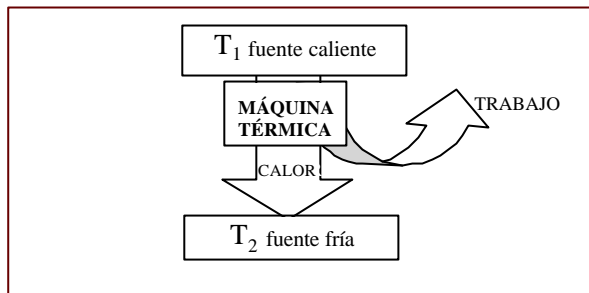 T1 fuente caliente
MÁQUINA
TÉRMICA
TRABAJO
CALOR
T2 fuente fría